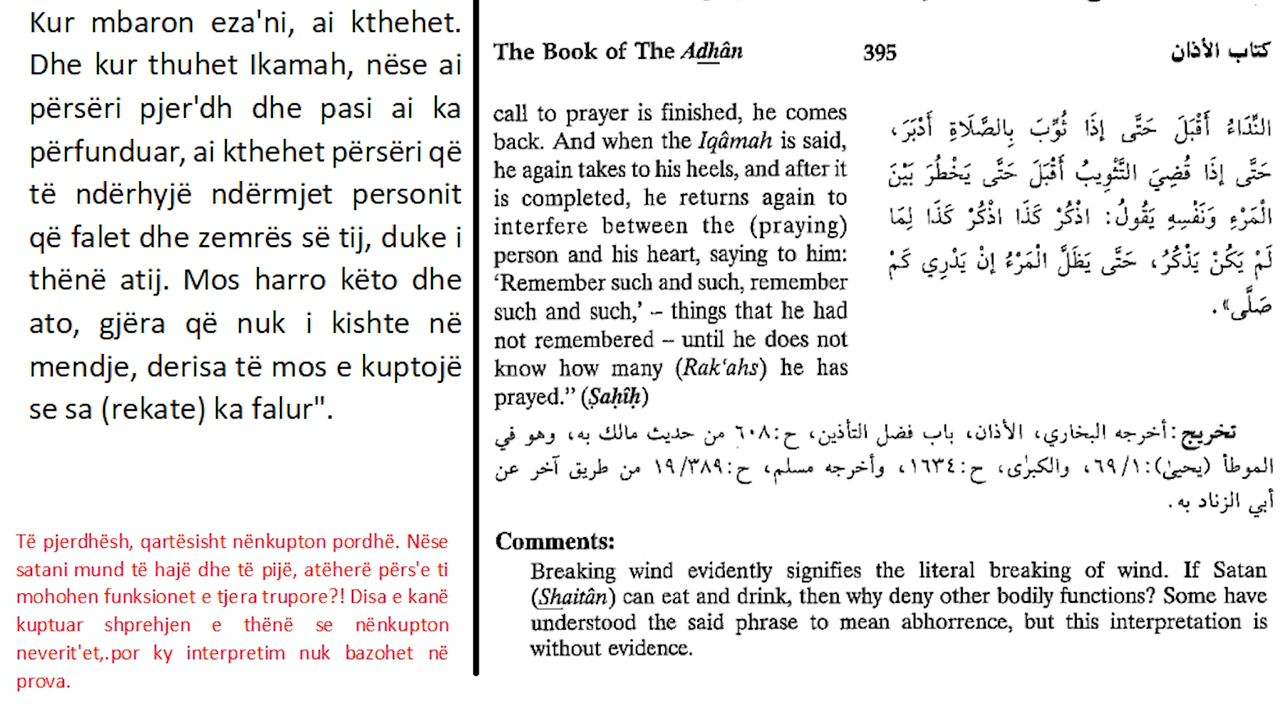 Kur mbaron eza'ni, ai kthehet.
Dhe kur thuhet Ikamah, nëse ai
përsëri pjer'dh dhe pasi ai ka
përfunduar, ai kthehet përsëri që
të ndërhyjë ndërmjet personit
që falet dhe zemrës së tij, duke i
thënë atij. Mos harro këto dhe
ato, gjëra që nuk i kishte në
mendje, derisa të mos e kuptojë
se sa (rekate) ka falur".
Të pjerdhësh, qartësisht nënkupton pordhë. Nëse
satani mund të hajë dhe të pijë, atëherë përs'e ti
mohohen funksionet e tjera trupore?! Disa e kanë
kuptuar shprehjen e thënë se nënkupton
neverit'et,.por ky interpretim nuk bazohet në
prova.
The Book of The Adhân 395 كتاب الأذان
call to prayer is finished, he comes
back. And when the Iqâmah is said,
he again takes to his heels, and after it
is completed, he returns again to
interfere between the (praying)
person and his heart, saying to him:
‘Remember such and such, remember
such and such,’ – things that he had
not remembered – until he does not
know how many (Rak‘ahs) he has
prayed.” (Ṣaḥîḥ)
النِّدَاءُ أَقْبَلَ حَتَّى إِذَا ثُوِّبَ بِالصَّلَاةِ أَدْبَرَ،
حَتَّى إِذَا قُضِيَ التَّثْوِيبُ أَقْبَلَ حَتَّى يَخْطُرَ بَيْنَ
الْمَرْءِ وَنَفْسِهِ يَقُولُ: اذْكُرْ كَذَا اذْكُرْ كَذَا لِمَا
لَمْ يَكُنْ يَذْكُرُ، حَتَّى يَظَلَّ الْمَرْءُ إِنْ يَدْرِي كَمْ
صَلَّى».
تخريج: أخرجه البخاري، الأذان، باب فضل التأذين، ح:٦٠٨ من حديث مالك به، وهو في
الموطأ (يحيىٰ):١/ ٦٩، والكبرٰى، ح:١٦٣٤، وأخرجه مسلم، ح:٣٨٩/ ١٩ من طريق آخر عن
أبي الزناد به.
Comments:
Breaking wind evidently signifies the literal breaking of wind. If Satan
(Shaitân) can eat and drink, then why deny other bodily functions? Some have
understood the said phrase to mean abhorrence, but this interpretation is
without evidence.